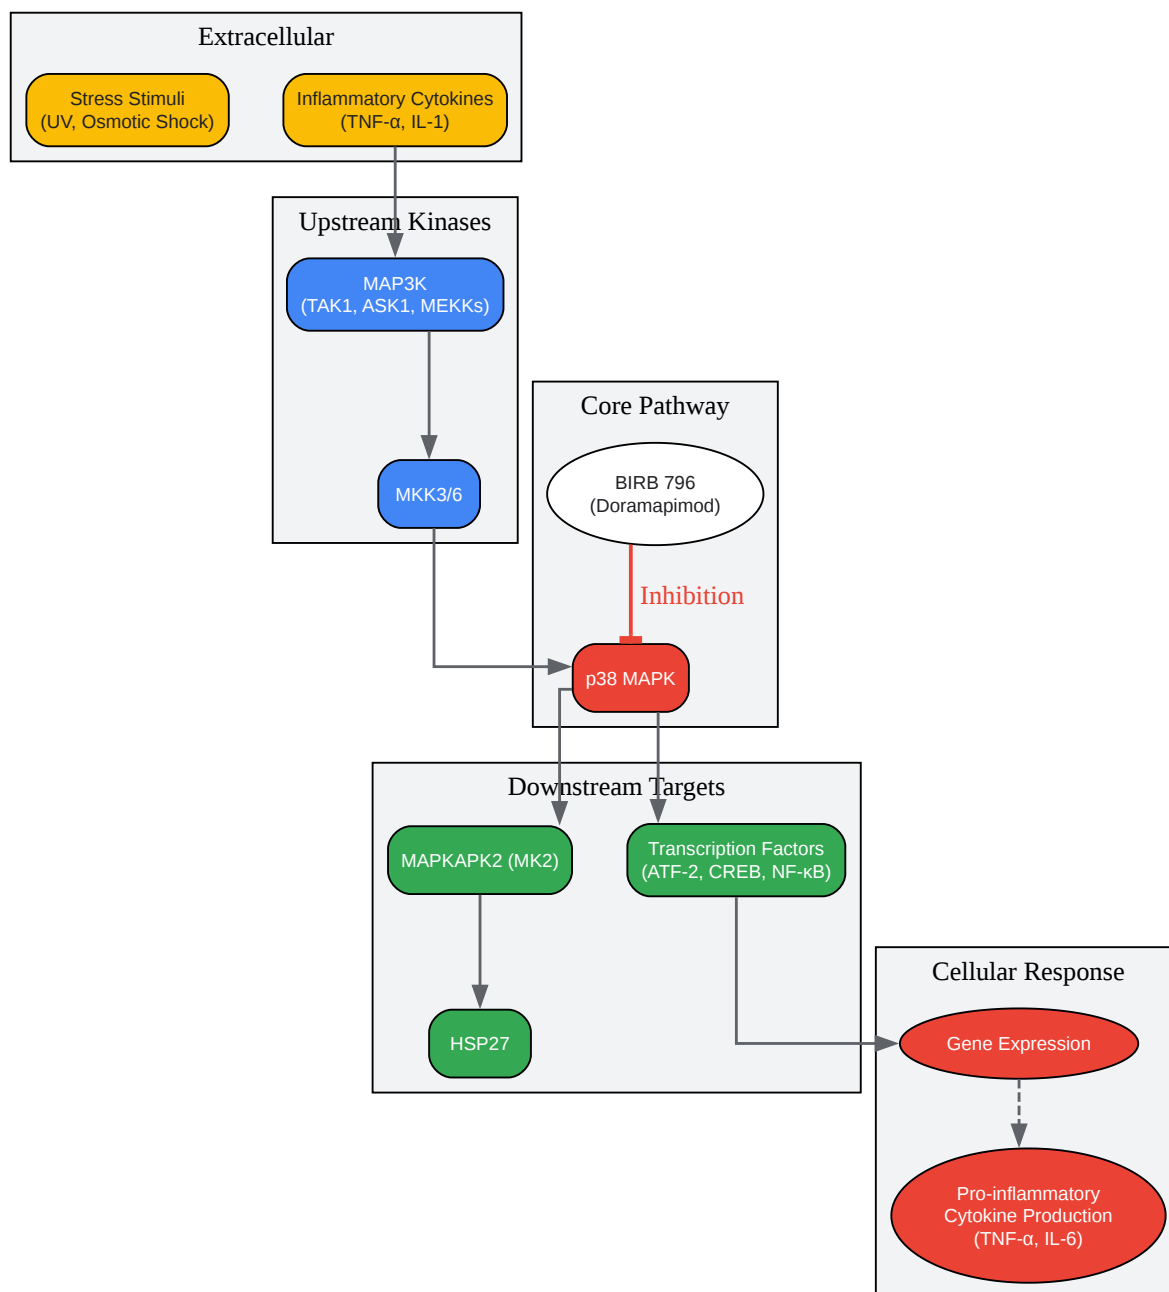 Extracellular
Stress Stimuli
(UV, Osmotic Shock)
Inflammatory Cytokines
(TNF-α, IL-1)
Upstream Kinases
MAP3K
(TAK1, ASK1, MEKKs)
MKK3/6
Core Pathway
BIRB 796
(Doramapimod)
Inhibition
p38 MAPK
Downstream Targets
MAPKAPK2 (MK2)
Transcription Factors
(ATF-2, CREB, NF-κB)
HSP27
Cellular Response
Gene Expression
Pro-inflammatory
Cytokine Production
(TNF-α, IL-6)